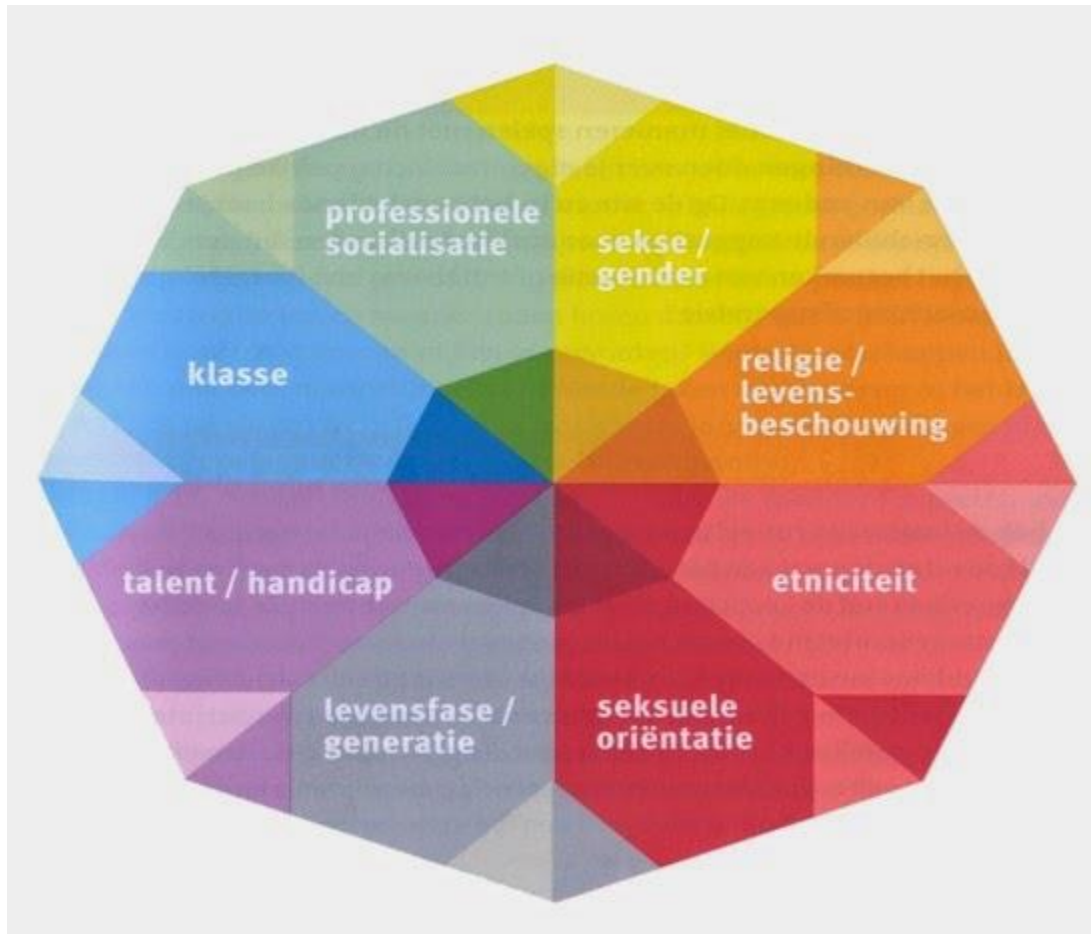 professionele
socialisatie
sekse /
gender
klasse
religie /
levens-
beschouwing
talent / handicap
etniciteit
levensfase /
generatie
seksuele
oriëntatie